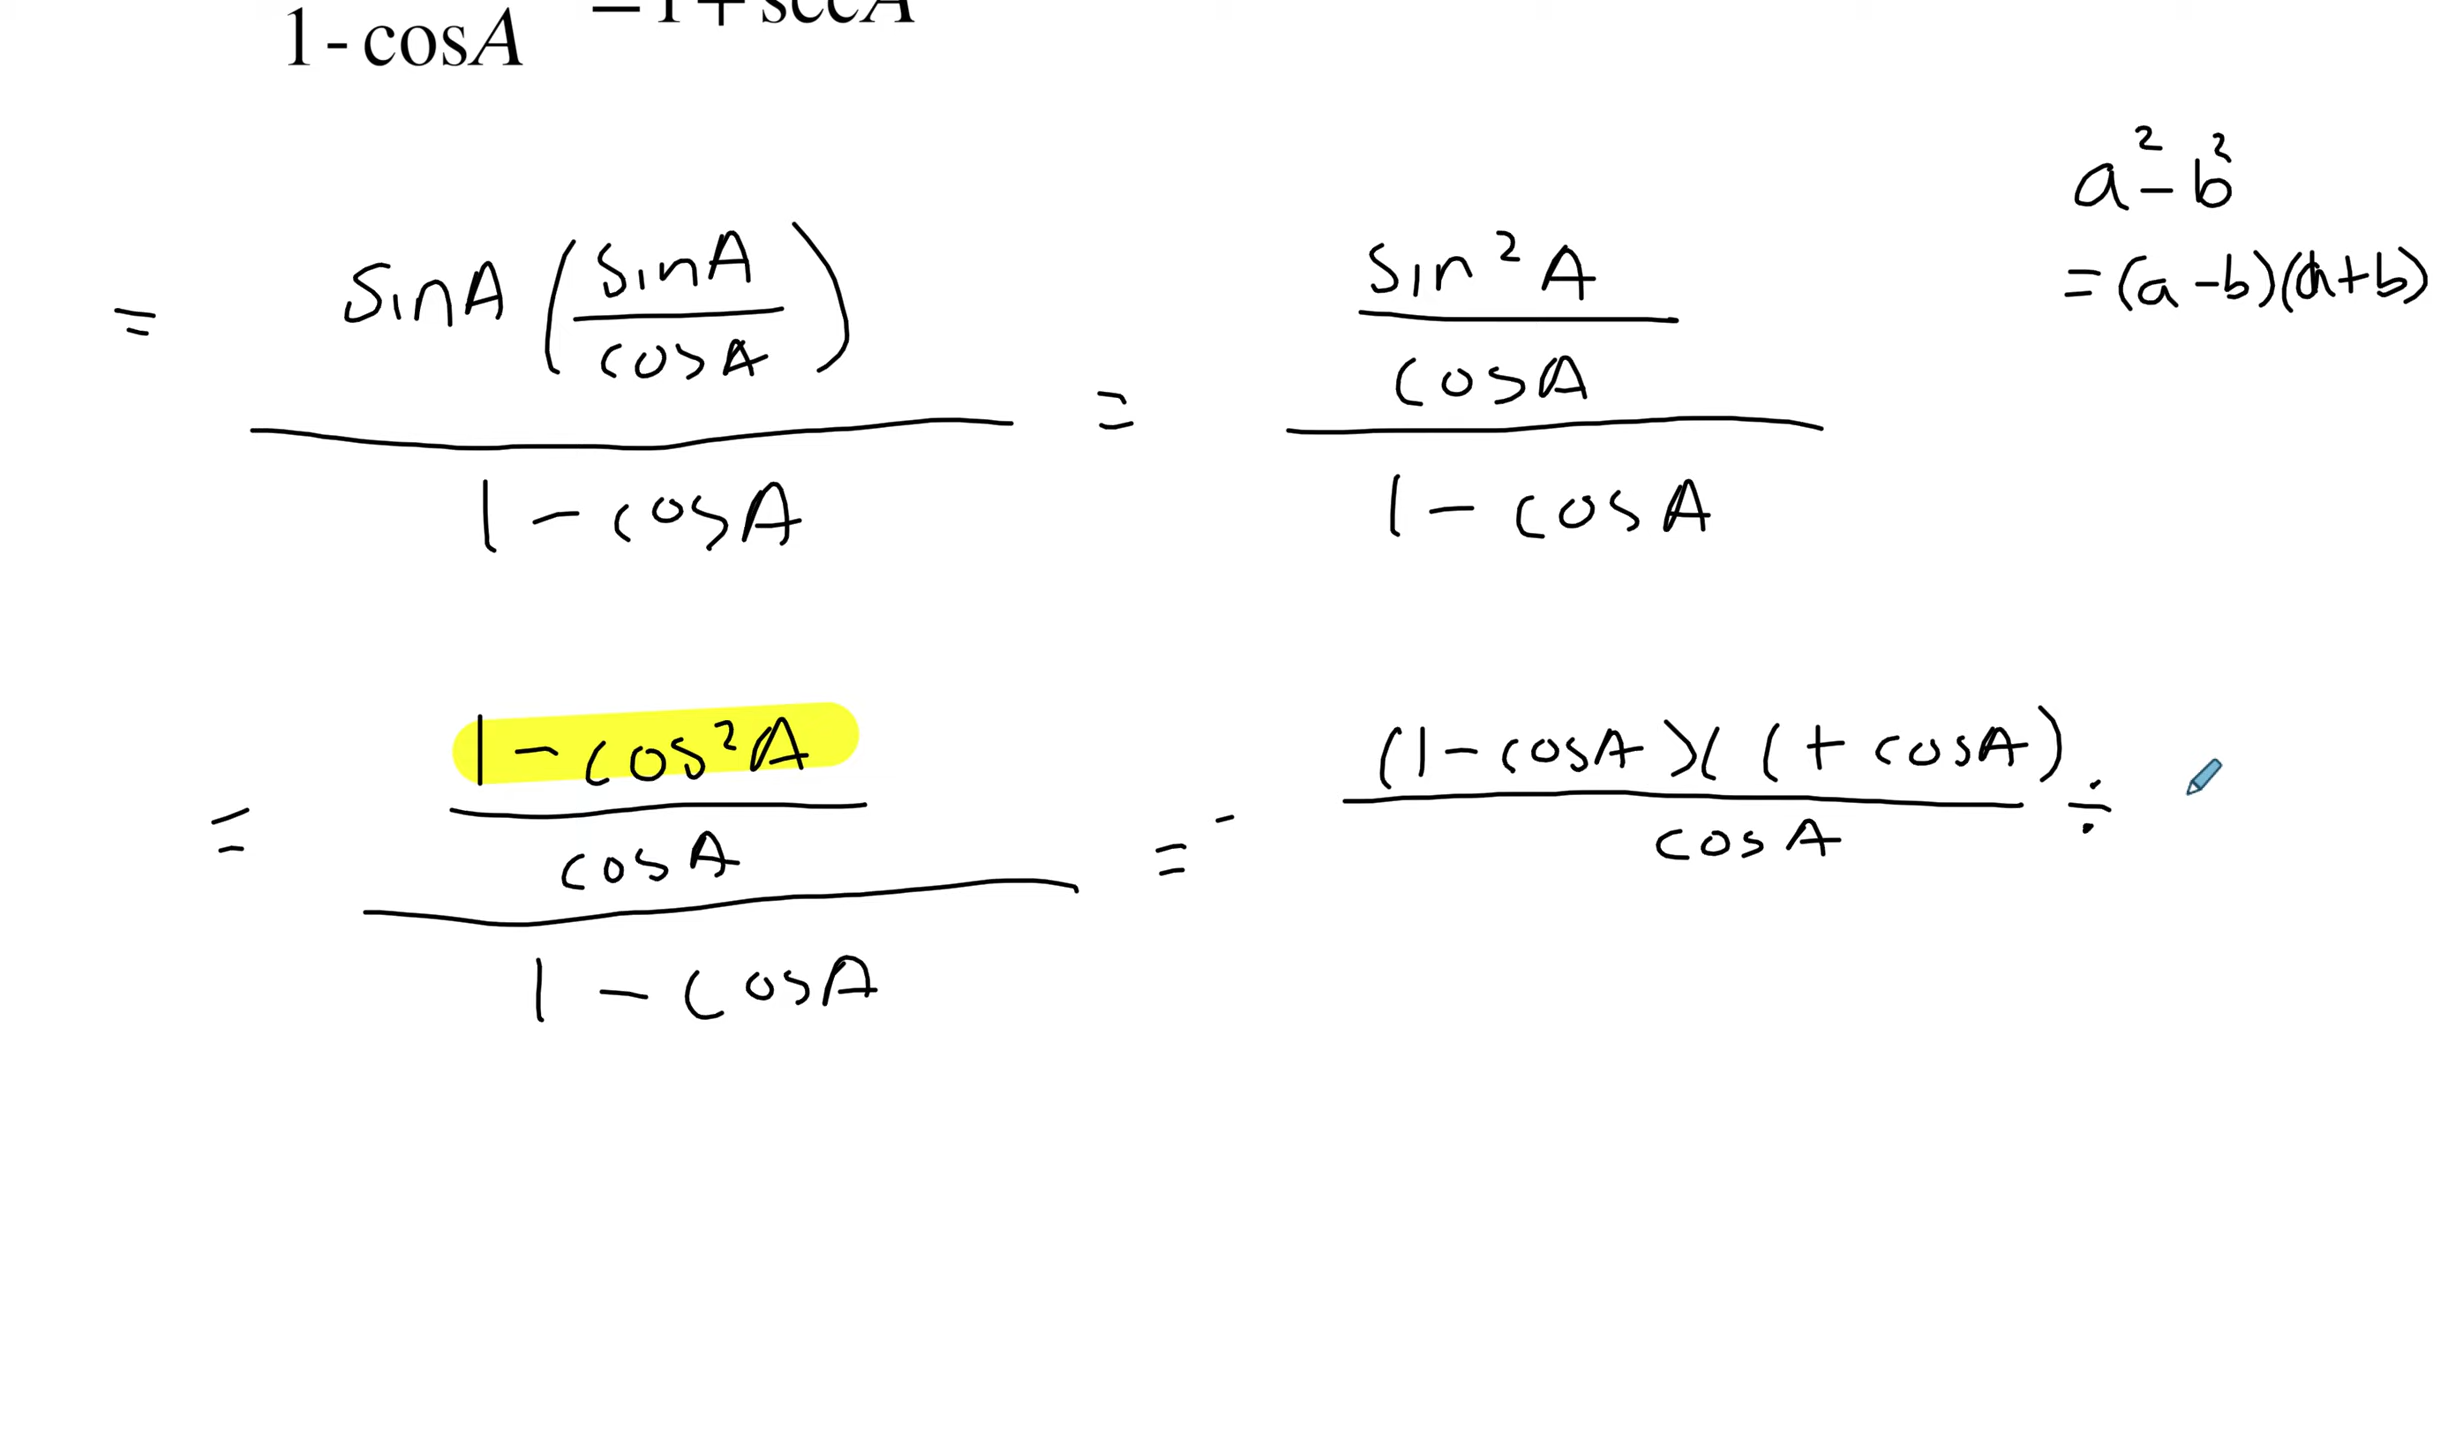 1 - cosA = 1 + secA
a² - b²
= (a - b)(a + b)
= sinA (sinA / cosA) / 1 - cosA = sin²A / cosA / 1 - cosA
= 1 - cos²A / cosA / 1 - cosA = (1 - cosA)(1 + cosA) / cosA ÷